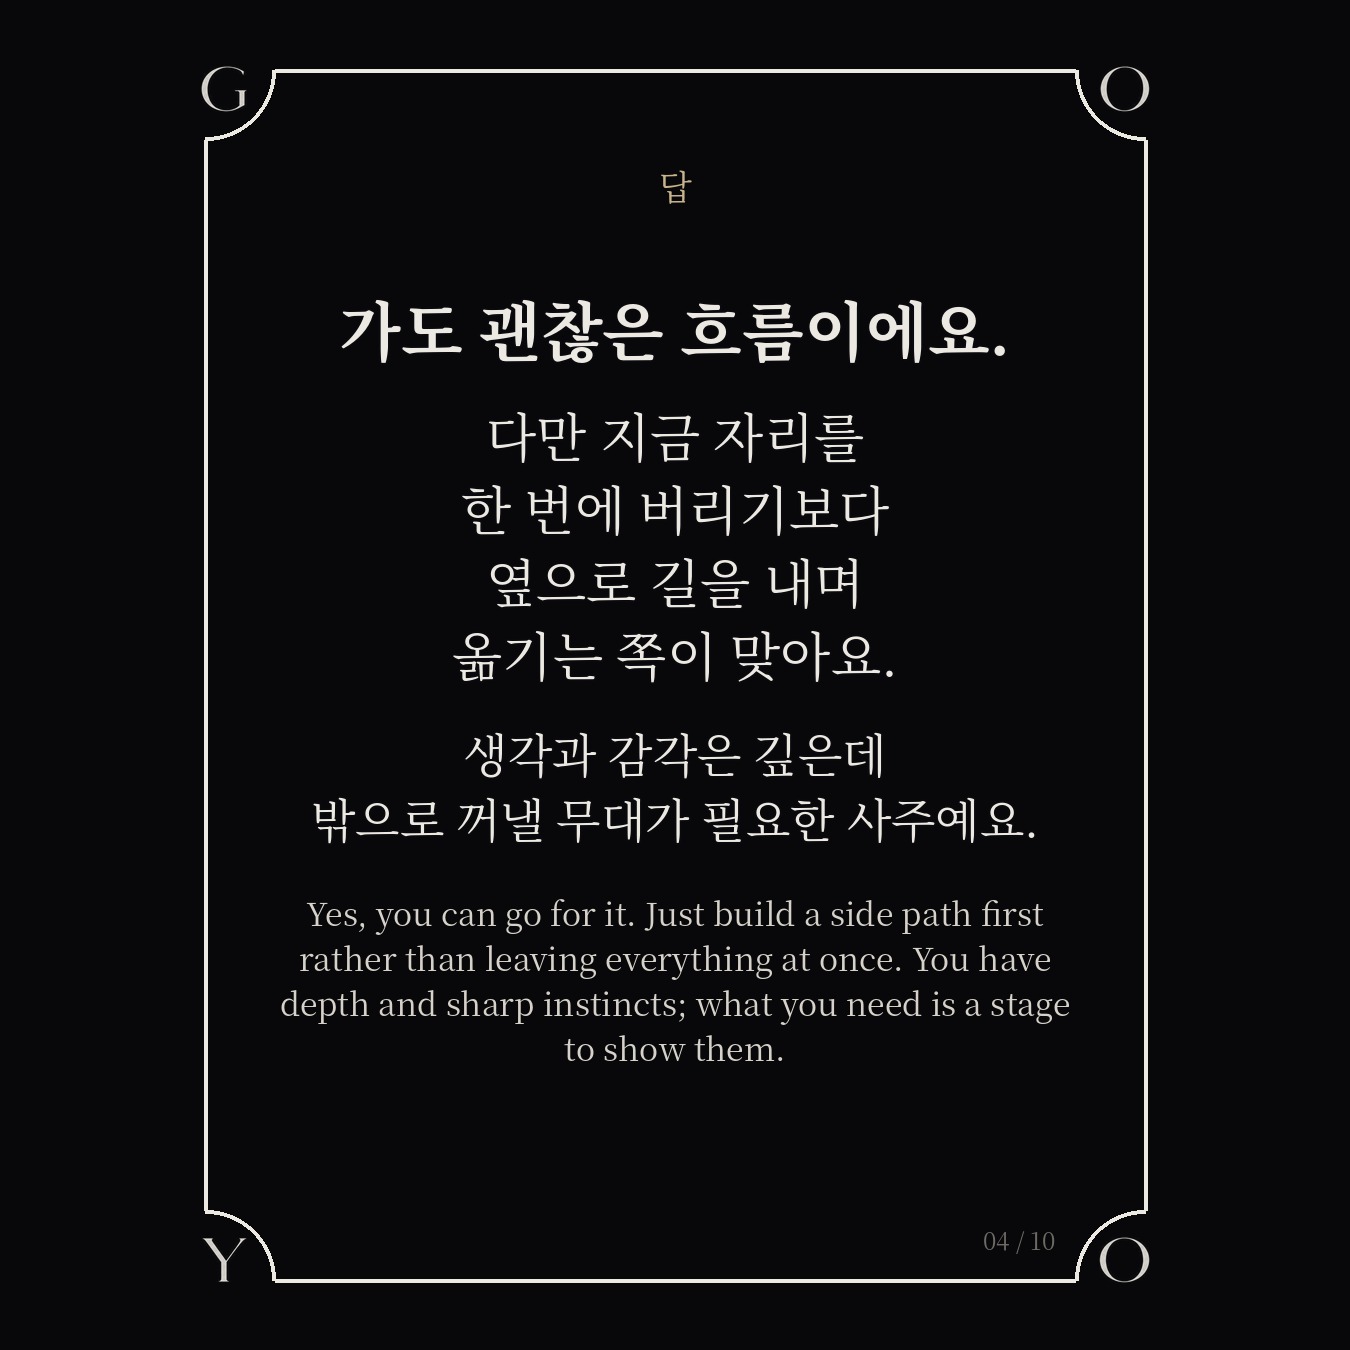 G
O
답
가도 괜찮은 흐름이에요.
다만 지금 자리를
한 번에 버리기보다
옆으로 길을 내며
옮기는 쪽이 맞아요.
생각과 감각은 깊은데
밖으로 꺼낼 무대가 필요한 사주예요.
Yes, you can go for it. Just build a side path first
rather than leaving everything at once. You have
depth and sharp instincts; what you need is a stage
to show them.
04 / 10
Y
O